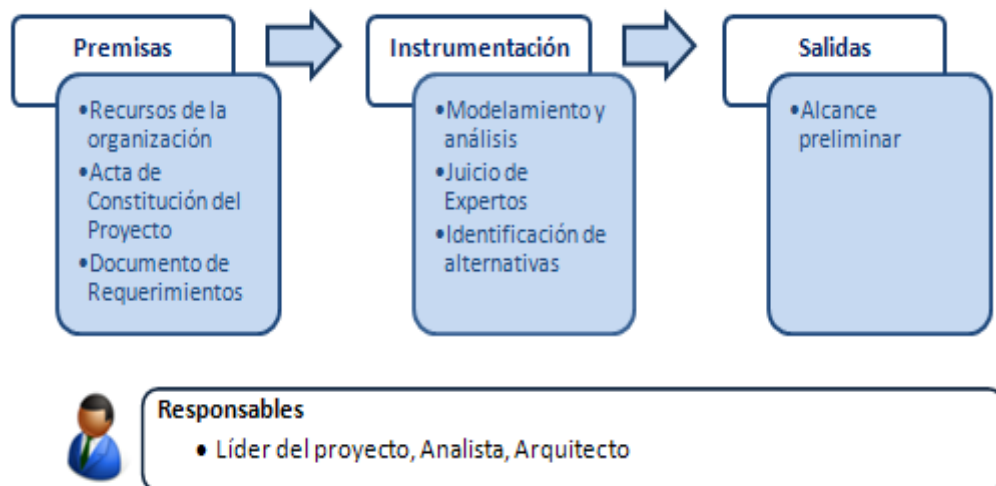 Premisas
•Recursos de la
organización
•Acta de
Constitución del
Proyecto
•Documento de
Requerimientos
Instrumentación
•Modelamiento y
análisis
•Juicio de
Expertos
•Identificación de
alternativas
Salidas
•Alcance
preliminar
Responsables
• Líder del proyecto, Analista, Arquitecto